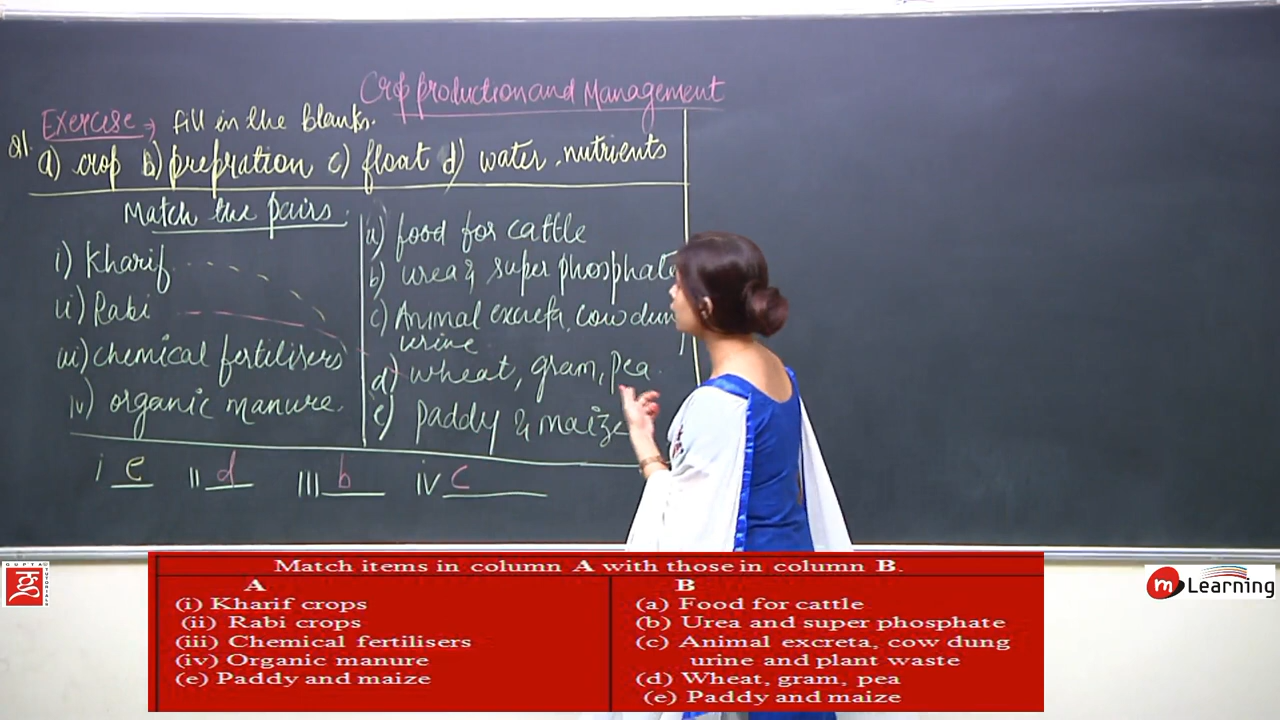 Crop production and Management
Exercise → fill in the blanks.
Q1. a) crop b) prepration c) float d) water, nutrients
Match the pairs.
i) Kharif
ii) Rabi
iii) chemical fertilisers
iv) organic manure.
a) food for cattle
b) urea & super phosphate
c) Animal excreta, cow dun
urine
d) wheat, gram, pea.
e) paddy & maize
i e ii d iii b iv c
Match items in column A with those in column B.
A
(i) Kharif crops
(ii) Rabi crops
(iii) Chemical fertilisers
(iv) Organic manure
(e) Paddy and maize
B
(a) Food for cattle
(b) Urea and super phosphate
(c) Animal excreta, cow dung
urine and plant waste
(d) Wheat, gram, pea
(e) Paddy and maize
GUPTA
TUTORIALS
m Learning